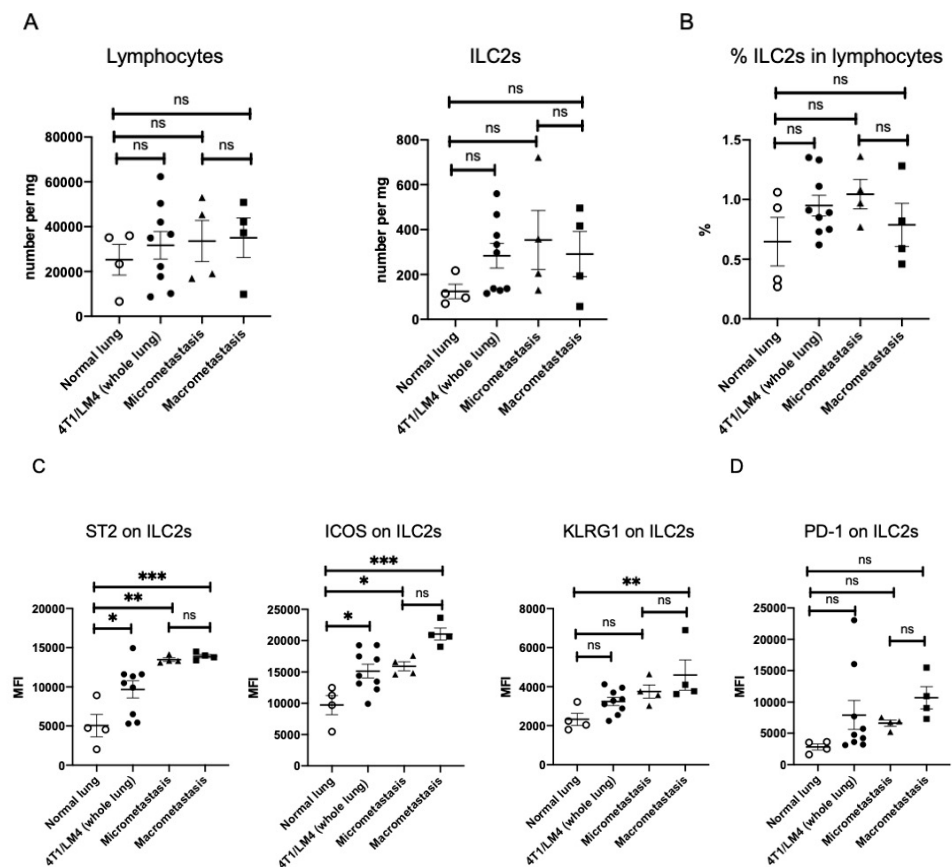 A
B
Lymphocytes
ILC2s
% ILC2s in lymphocytes
ns
ns
ns
ns
number per mg
80000
60000
40000
20000
0
Normal lung
4T1/LM4 (whole lung)
Micrometastasis
Macrometastasis
ns
ns
ns
ns
number per mg
800
600
400
200
0
Normal lung
4T1/LM4 (whole lung)
Micrometastasis
Macrometastasis
ns
ns
ns
ns
%
1.5
1.0
0.5
0.0
Normal lung
4T1/LM4 (whole lung)
Micrometastasis
Macrometastasis
C
D
ST2 on ILC2s
ICOS on ILC2s
KLRG1 on ILC2s
PD-1 on ILC2s
***
**
*
ns
MFI
20000
15000
10000
5000
0
Normal lung
4T1/LM4 (whole lung)
Micrometastasis
Macrometastasis
***
*
*
ns
MFI
25000
20000
15000
10000
5000
0
Normal lung
4T1/LM4 (whole lung)
Micrometastasis
Macrometastasis
**
ns
ns
ns
MFI
8000
6000
4000
2000
0
Normal lung
4T1/LM4 (whole lung)
Micrometastasis
Macrometastasis
ns
ns
ns
ns
MFI
25000
20000
15000
10000
5000
0
Normal lung
4T1/LM4 (whole lung)
Micrometastasis
Macrometastasis